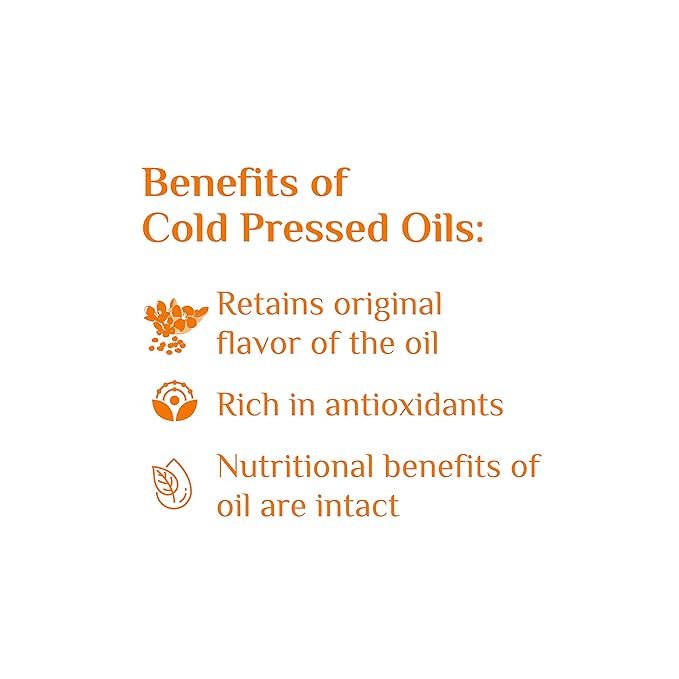 Benefits of
Cold Pressed Oils:
Retains original
flavor of the oil
Rich in antioxidants
Nutritional benefits of
oil are intact